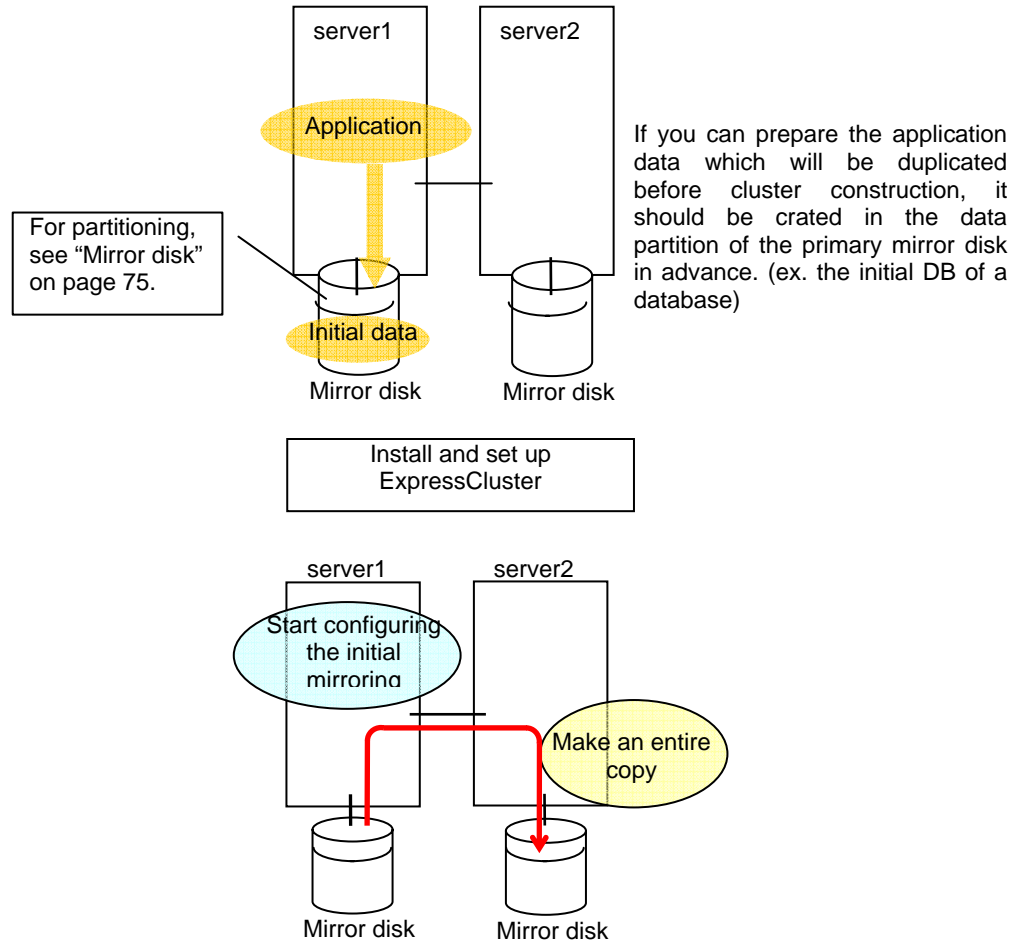 server1
server2
Application
If you can prepare the application
data which will be duplicated
before cluster construction, it
should be crated in the data
partition of the primary mirror disk
in advance. (ex. the initial DB of a
database)
For partitioning,
see “Mirror disk”
on page 75.
Initial data
Mirror disk
Mirror disk
Install and set up
ExpressCluster
server1
server2
Start configuring
the initial
mirroring
Make an entire
copy
Mirror disk
Mirror disk